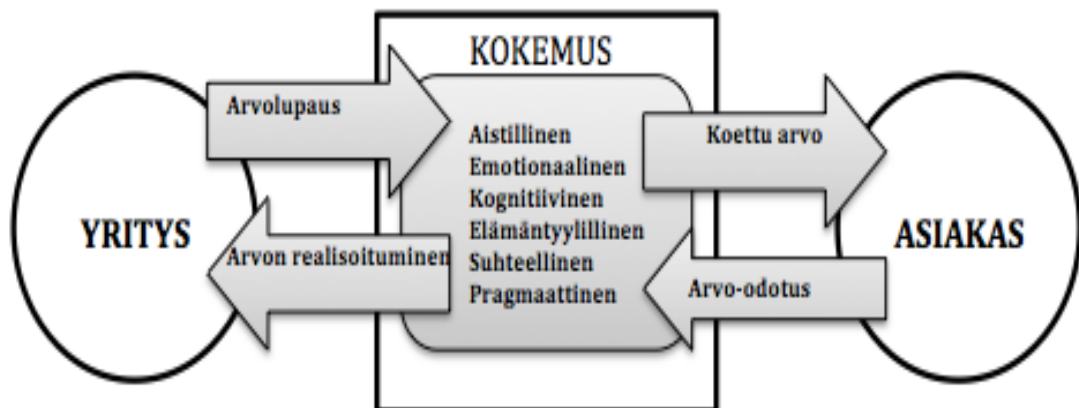 KOKEMUS
Arvolupaus
Koettu arvo
Aistillinen
Emotionaalinen
Kognitiivinen
Elämäntyylillinen
Suhteellinen
Pragmaattinen
YRITYS
ASIAKAS
Arvon realisoituminen
Arvo-odotus